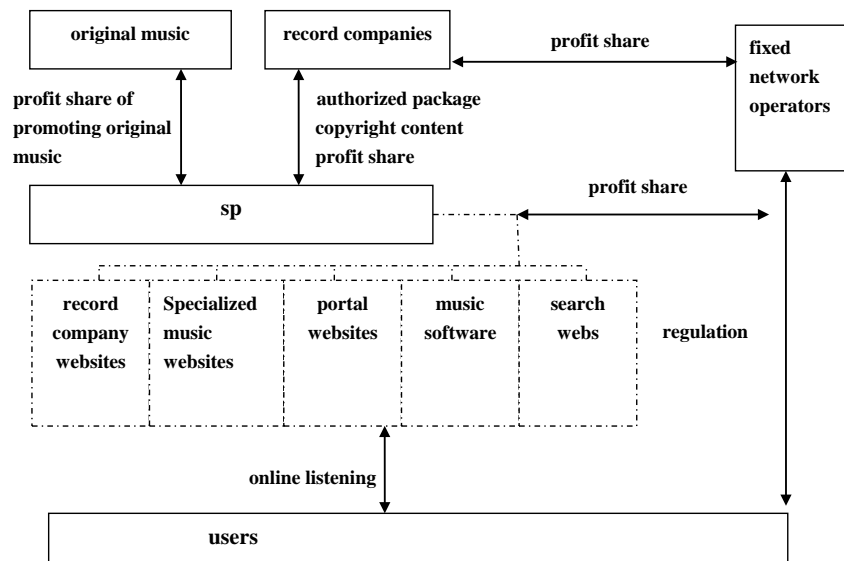 original music
record companies
profit share
fixed
network
operators
profit share of
promoting original
music
authorized package
copyright content
profit share
sp
profit share
record
company
websites
Specialized
music
websites
portal
websites
music
software
search
webs
regulation
online listening
users